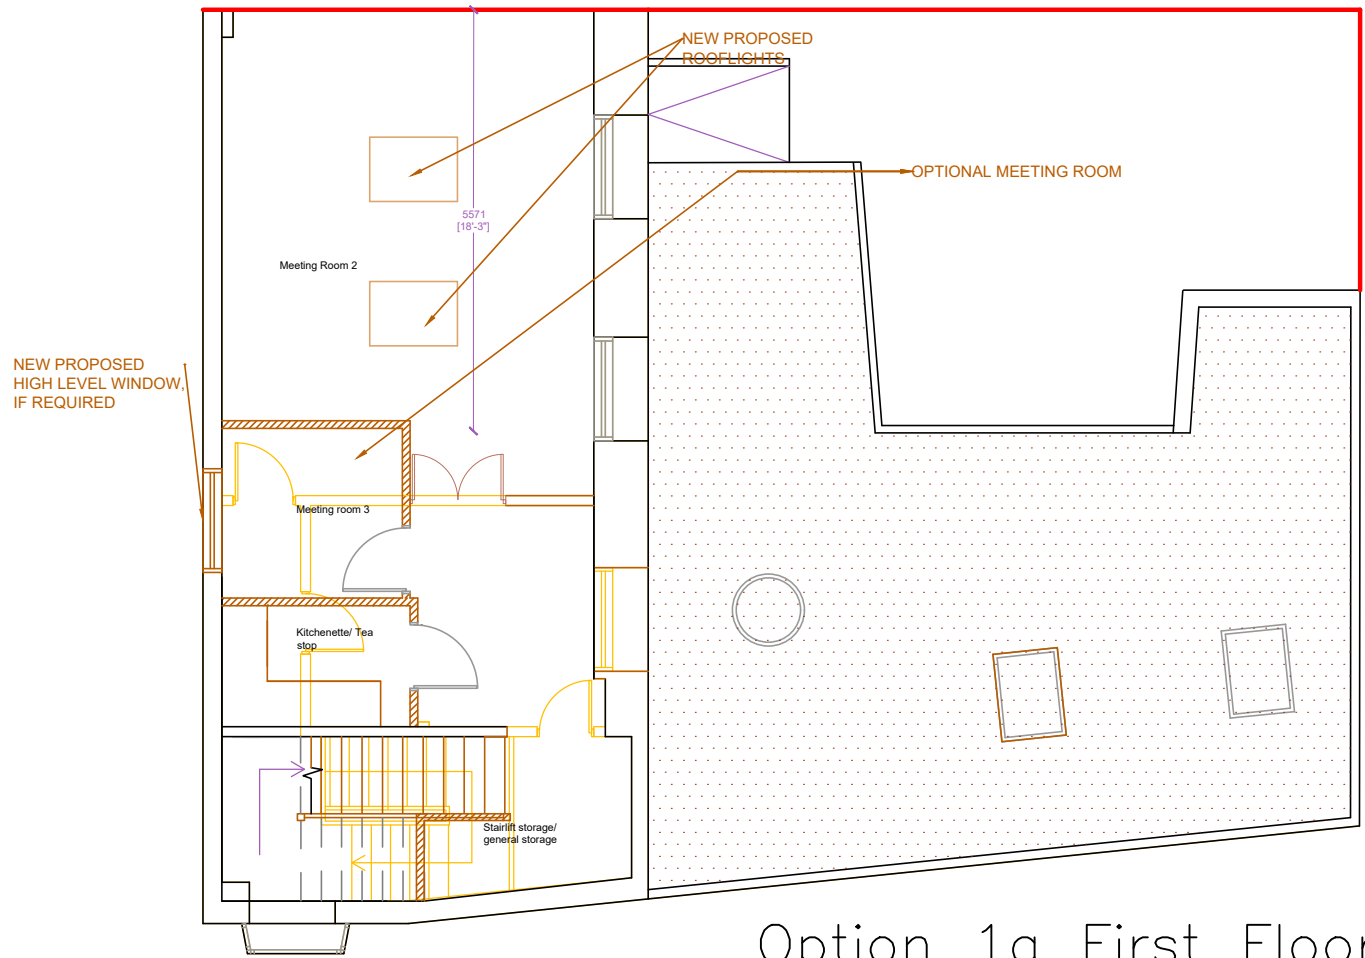 NEW PROPOSED
ROOFLIGHTS
OPTIONAL MEETING ROOM
5571
[18'-3"]
Meeting Room 2
NEW PROPOSED
HIGH LEVEL WINDOW,
IF REQUIRED
Meeting room 3
Kitchenette/ Tea
stop
Stairlift storage/
general storage
Option 1a First Floor